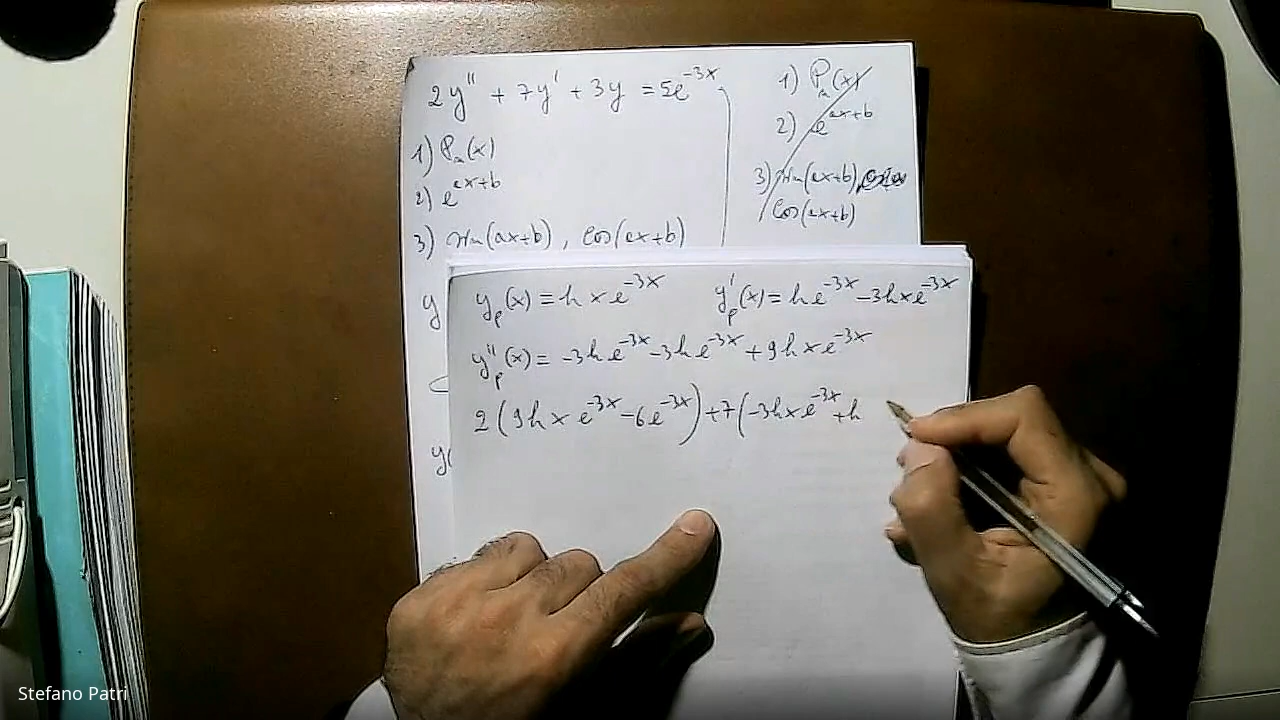 2y'' + 7y' + 3y = 5e^{-3x}
1) P_n(x)
2) e^{ax+b}
3) sin(ax+b), cos(ax+b)
y
y(
1) P_n(x)
2) e^{ax+b}
3) sin(ax+b),
cos(ax+b)
y_p(x) = h x e^{-3x} y'_p(x) = h e^{-3x} - 3h x e^{-3x}
y''_p(x) = -3h e^{-3x} - 3h e^{-3x} + 9h x e^{-3x}
2(9h x e^{-3x} - 6e^{-3x}) + 7(-3h x e^{-3x} + h
Stefano Patri